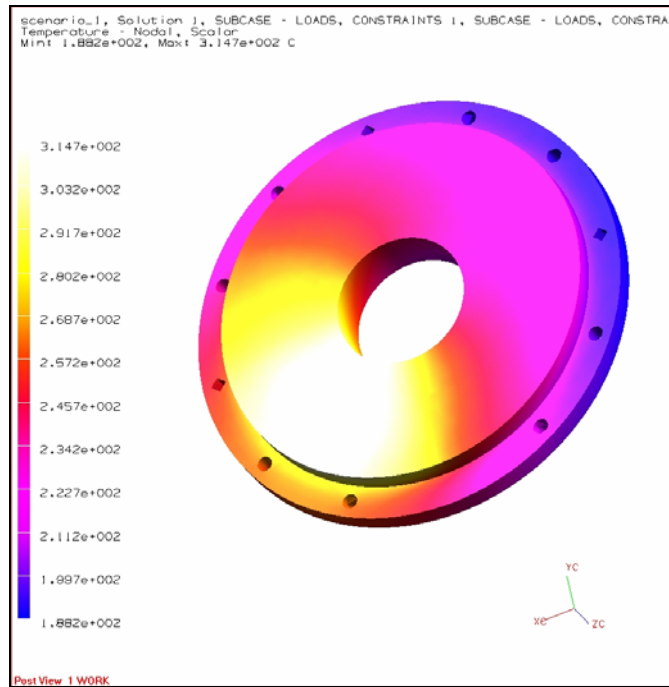 scenario_1, Solution 1, SUBCASE - LOADS, CONSTRAINTS 1, SUBCASE - LOADS, CONSTRA
Temperature - Nodal, Scalar
Min: 1.882e+002, Max: 3.147e+002 C
3.147e+002
3.032e+002
2.917e+002
2.802e+002
2.687e+002
2.572e+002
2.457e+002
2.342e+002
2.227e+002
2.112e+002
1.997e+002
1.882e+002
YC
XC
ZC
Post View 1 WORK